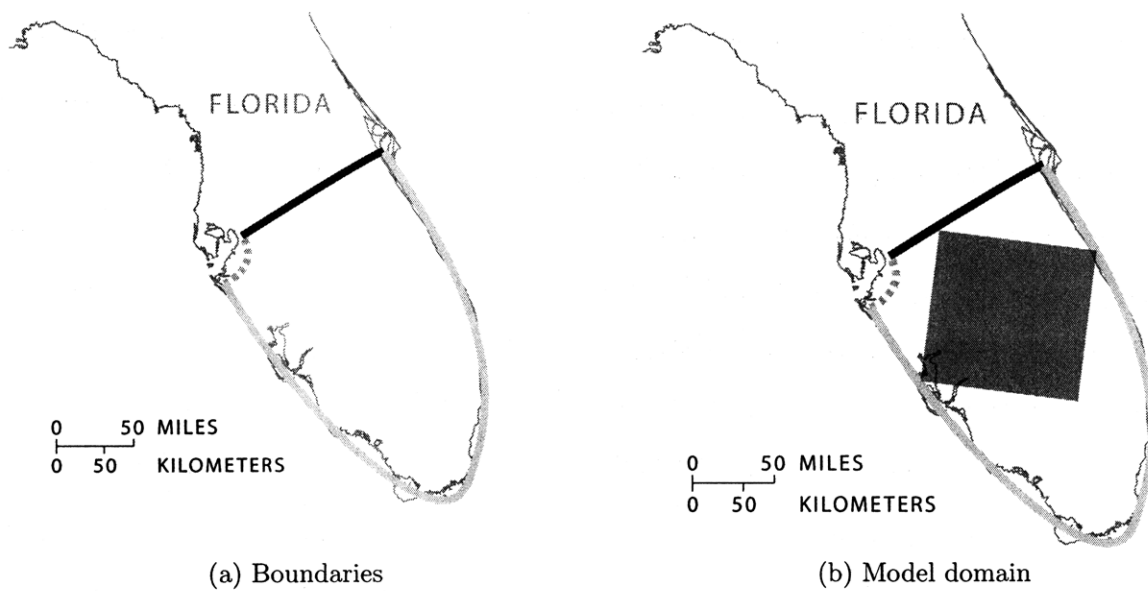 FLORIDA
0 50 MILES
0 50 KILOMETERS
(a) Boundaries
FLORIDA
0 50 MILES
0 50 KILOMETERS
(b) Model domain